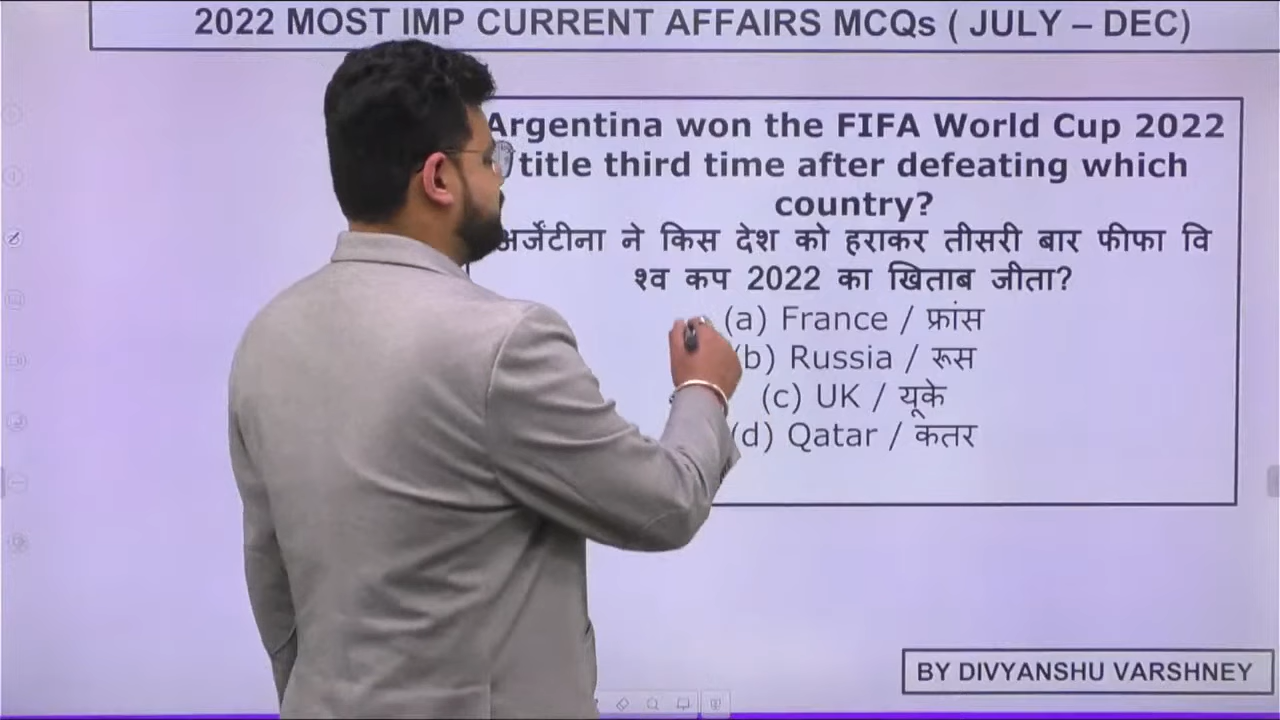 2022 MOST IMP CURRENT AFFAIRS MCQs ( JULY – DEC)
Argentina won the FIFA World Cup 2022
title third time after defeating which
country?
अर्जेंटीना ने किस देश को हराकर तीसरी बार फीफा वि
श्व कप 2022 का खिताब जीता?
(a) France / फ्रांस
(b) Russia / रूस
(c) UK / यूके
(d) Qatar / कतर
BY DIVYANSHU VARSHNEY